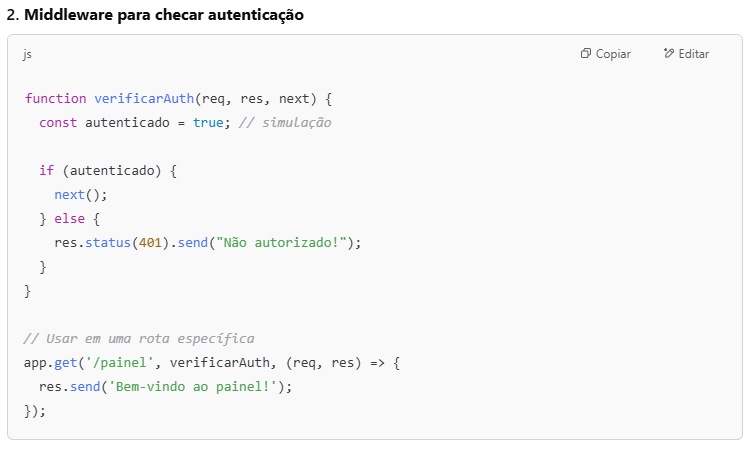 2. Middleware para checar autenticação
js Copiar Editar
function verificarAuth(req, res, next) {
  const autenticado = true; // simulação

  if (autenticado) {
    next();
  } else {
    res.status(401).send("Não autorizado!");
  }
}

// Usar em uma rota específica
app.get('/painel', verificarAuth, (req, res) => {
  res.send('Bem-vindo ao painel!');
});